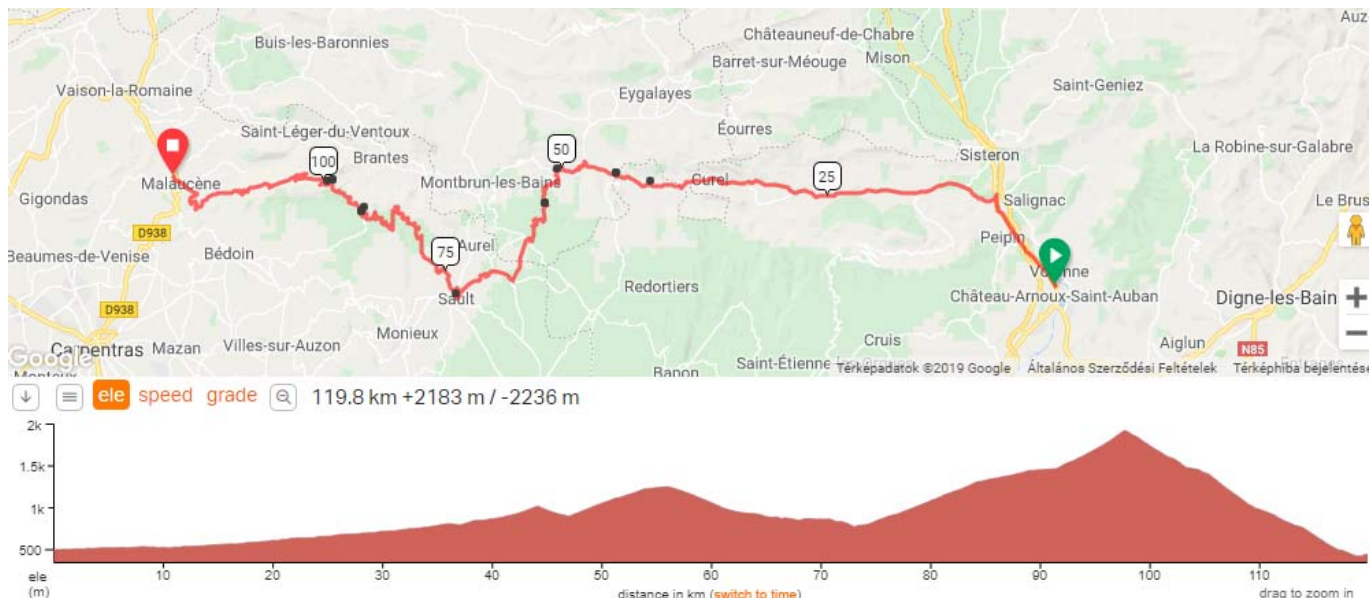 Auz
Buis-les-Baronnies
Châteauneuf-de-Chabre
Mison
Barret-sur-Méouge
Saint-Geniez
Vaison-la-Romaine
Eygalayes
Saint-Léger-du-Ventoux
Éourres
La Robine-sur-Galabre
100
Brantes
50
Sisteron
Malaucène
Montbrun-les-Bains
Curel
25
Gigondas
Salignac
Le Brus
D938
Peipin
Beaumes-de-Venise
Bédoin
75
Aurel
Sault
Redortiers
Château-Arnoux-Saint-Auban
Digne-les-Bain
D938
Monieux
Carpentras
Mazan
Villes-sur-Auzon
Cruis
Aiglun
N85
Google
Banon
Saint-Étienne
Térképadatok ©2019 Google
Általános Szerződési Feltételek
Térképhiba bejelentése
ele speed grade 119.8 km +2183 m / -2236 m
2k
1.5k
1k
500
ele
(m)
10 20 30 40 50 60 70 80 90 100 110
distance in km (switch to time)
drag to zoom in